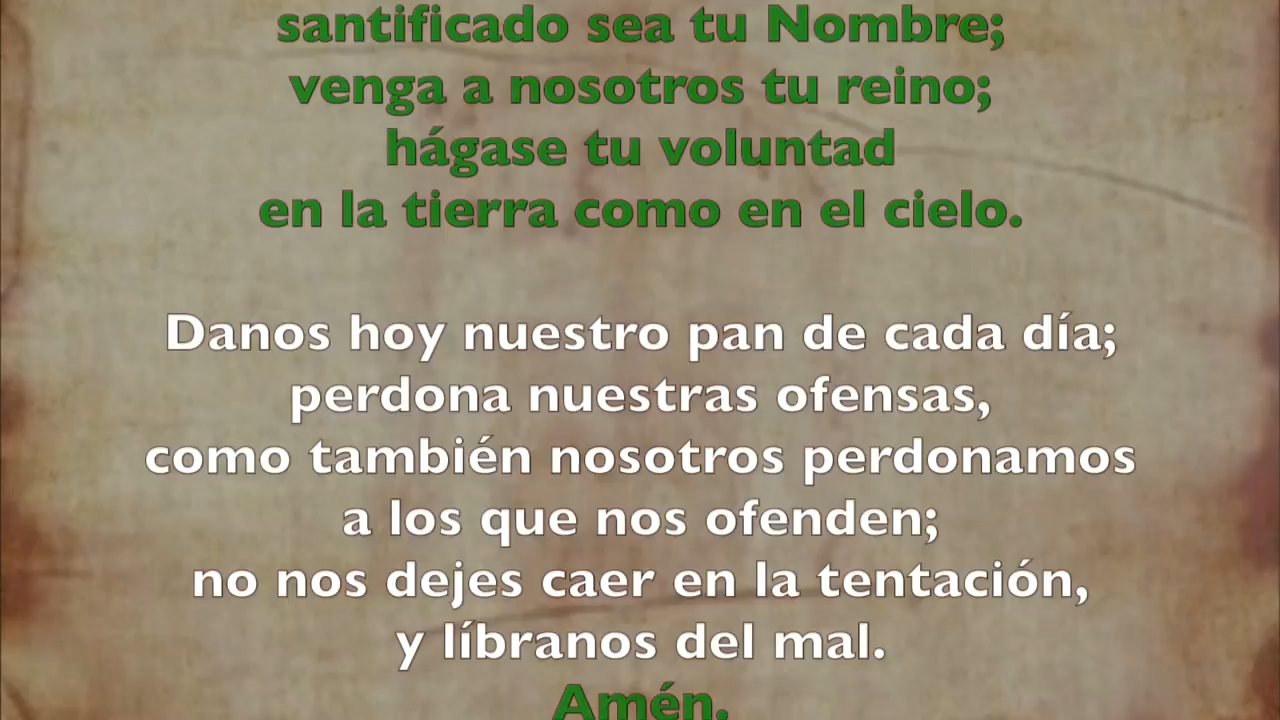 santificado sea tu Nombre;
venga a nosotros tu reino;
hágase tu voluntad
en la tierra como en el cielo.
Danos hoy nuestro pan de cada día;
perdona nuestras ofensas,
como también nosotros perdonamos
a los que nos ofenden;
no nos dejes caer en la tentación,
y líbranos del mal.
Amén.